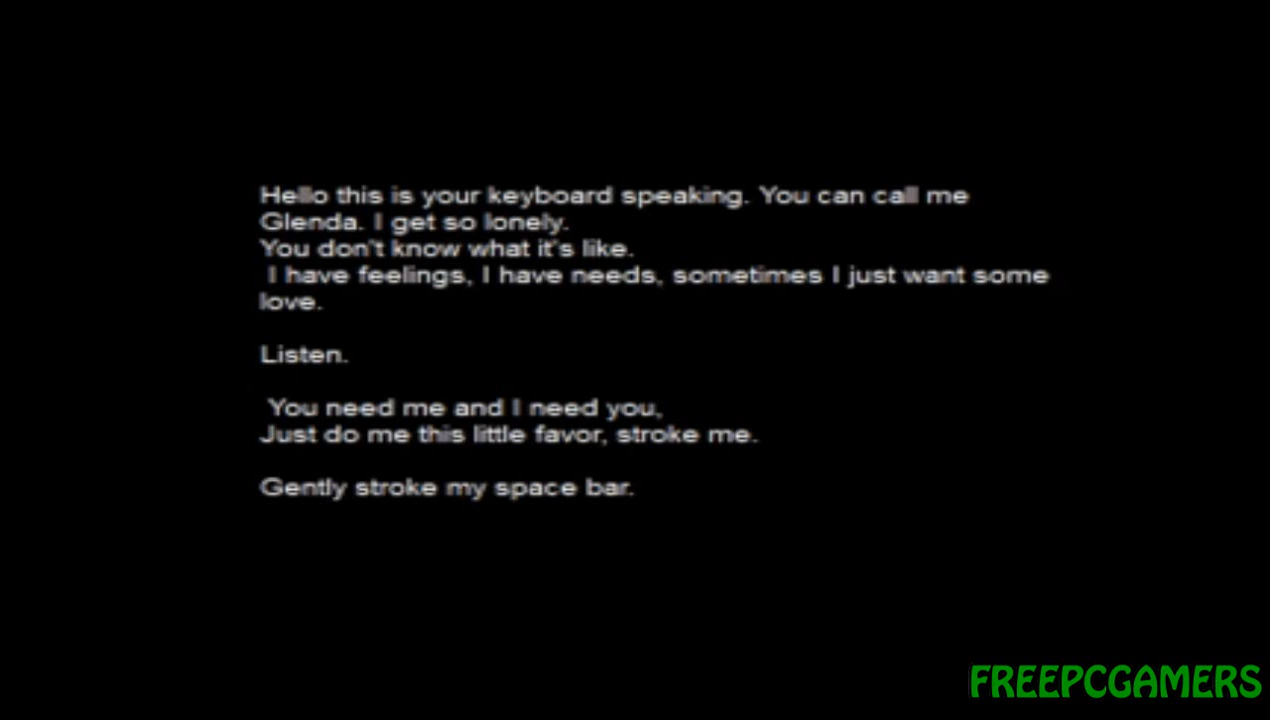 Hello this is your keyboard speaking. You can call me
Glenda. I get so lonely.
You don't know what it's like.
I have feelings, I have needs, sometimes I just want some
love.
Listen.
You need me and I need you,
Just do me this little favor, stroke me.
Gently stroke my space bar.
FREEPCGAMERS